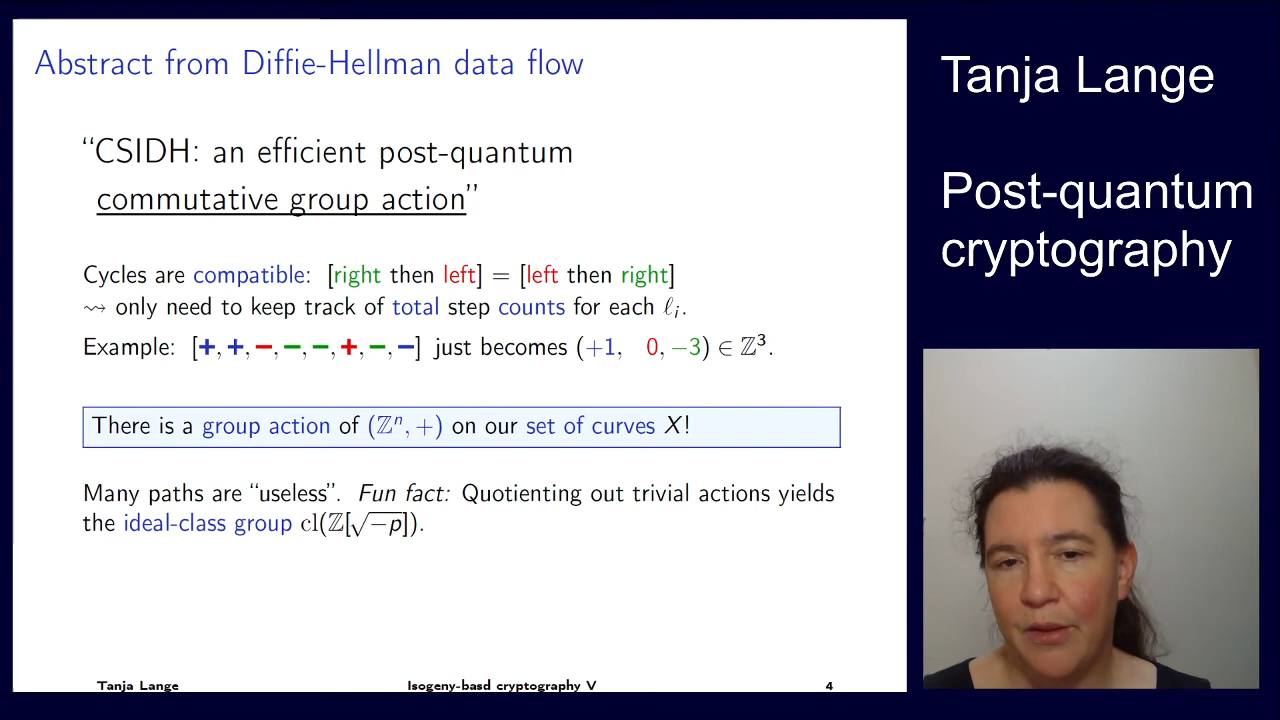 Abstract from Diffie-Hellman data flow
“CSIDH: an efficient post-quantum
commutative group action”
Cycles are compatible: [right then left] = [left then right]
⇝ only need to keep track of total step counts for each ℓᵢ.
Example: [+, +, −, −, −, +, −, −] just becomes (+1, 0, −3) ∈ ℤ³.
There is a group action of (ℤⁿ, +) on our set of curves X!
Many paths are “useless”. Fun fact: Quotienting out trivial actions yields
the ideal-class group cl(ℤ[√−p]).
Tanja Lange Isogeny-basd cryptography V 4
Tanja Lange
Post-quantum
cryptography